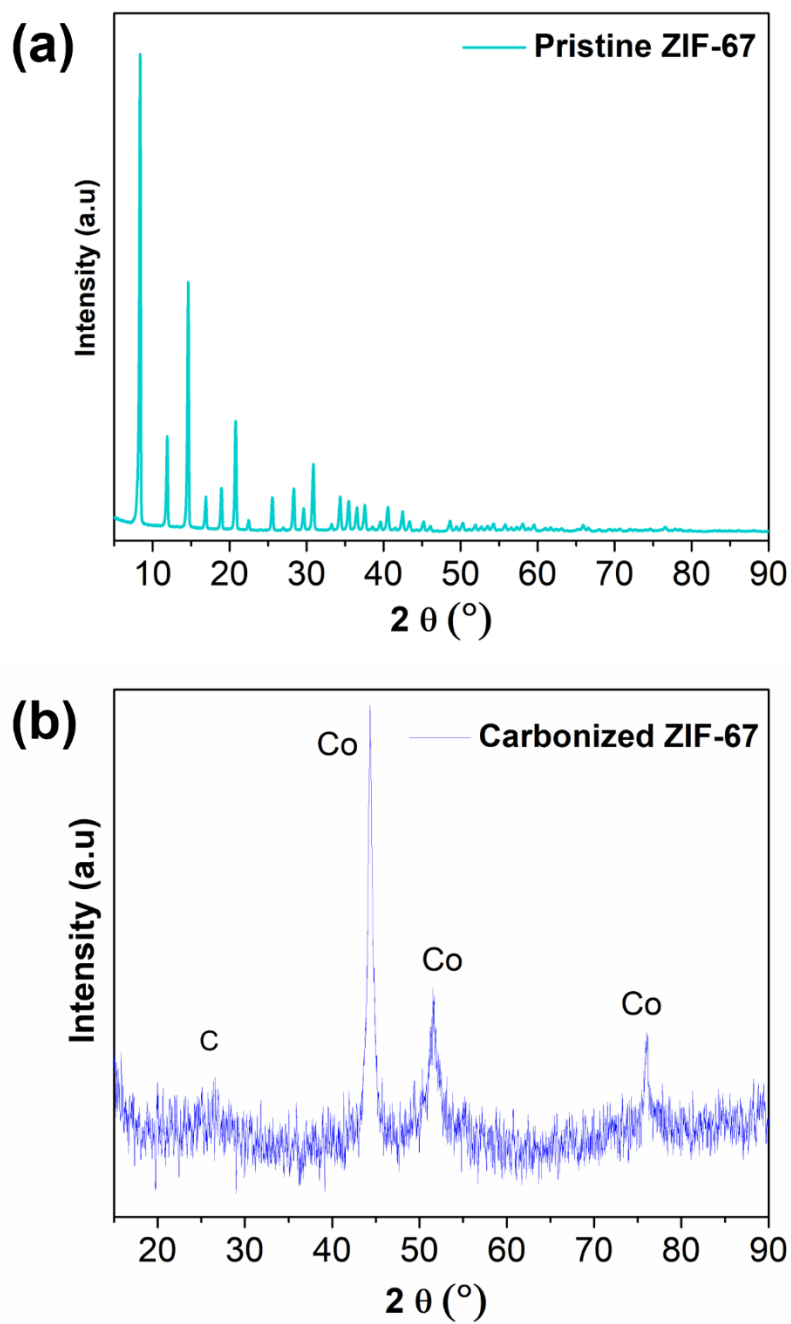 (a)
Pristine ZIF-67
Intensity (a.u)
10 20 30 40 50 60 70 80 90
2 θ (°)
(b)
Carbonized ZIF-67
Co
Co
Co
C
Intensity (a.u)
20 30 40 50 60 70 80 90
2 θ (°)